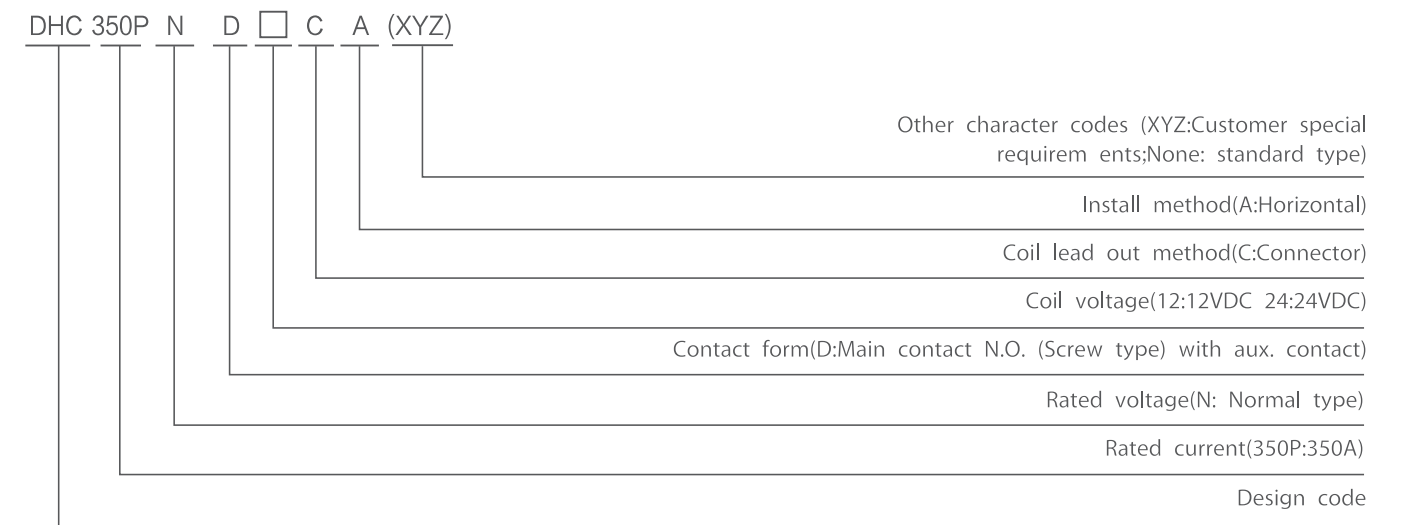 DHC 350P N D □ C A (XYZ)
Other character codes (XYZ:Customer special
requirem ents;None: standard type)
Install method(A:Horizontal)
Coil lead out method(C:Connector)
Coil voltage(12:12VDC 24:24VDC)
Contact form(D:Main contact N.O. (Screw type) with aux. contact)
Rated voltage(N: Normal type)
Rated current(350P:350A)
Design code